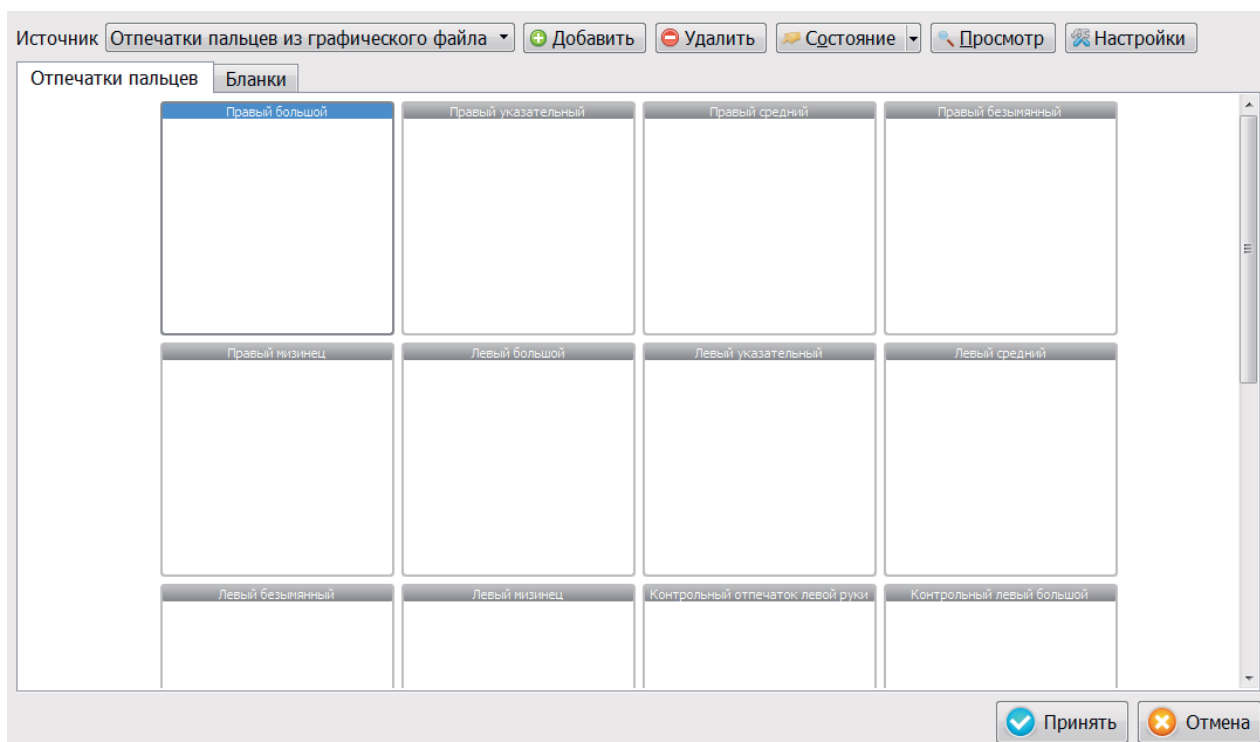 Источник Отпечатки пальцев из графического файла Добавить Удалить Состояние Просмотр Настройки
Отпечатки пальцев Бланки
Правый большой Правый указательный Правый средний Правый безымянный
Правый мизинец Левый большой Левый указательный Левый средний
Левый безымянный Левый мизинец Контрольный отпечаток левой руки Контрольный левый большой
Принять Отмена